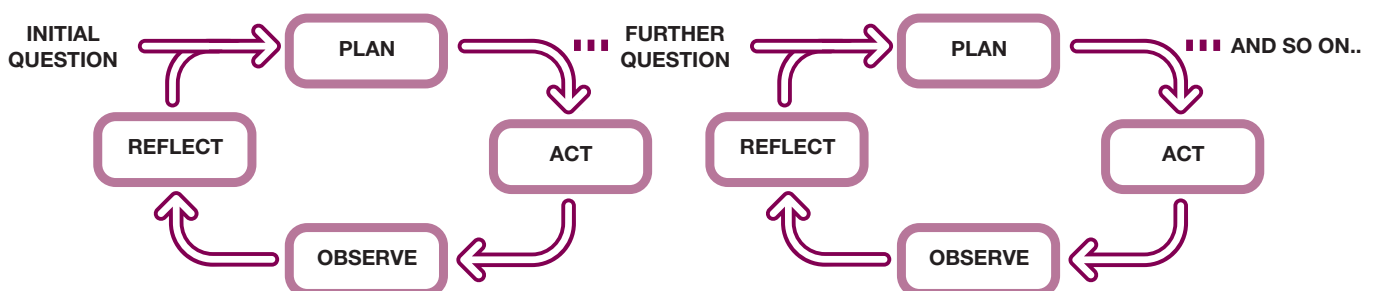 INITIAL
QUESTION
PLAN
ACT
OBSERVE
REFLECT
FURTHER
QUESTION
PLAN
ACT
OBSERVE
REFLECT
AND SO ON..